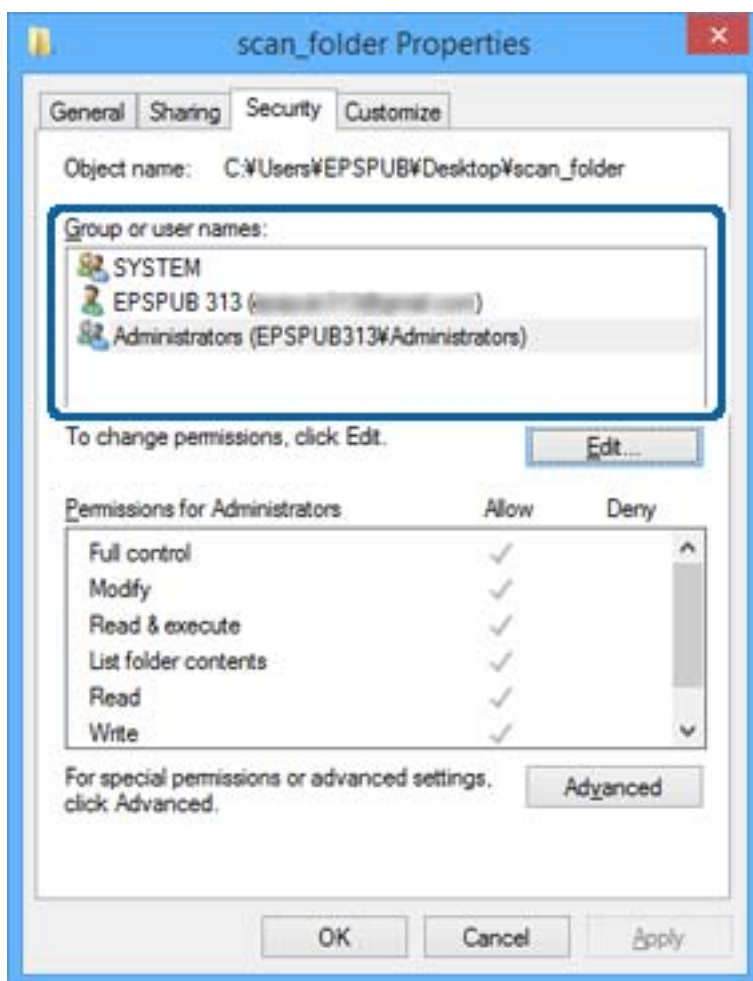 scan_folder Properties
General Sharing Security Customize
Object name: C:¥Users¥EPSPUB¥Desktop¥scan_folder
Group or user names:
SYSTEM
EPSPUB 313 ( )
Administrators (EPSPUB313¥Administrators)
To change permissions, click Edit.
Edit...
Permissions for Administrators Allow Deny
Full control
Modify
Read & execute
List folder contents
Read
Write
For special permissions or advanced settings,
click Advanced.
Advanced
OK Cancel Apply